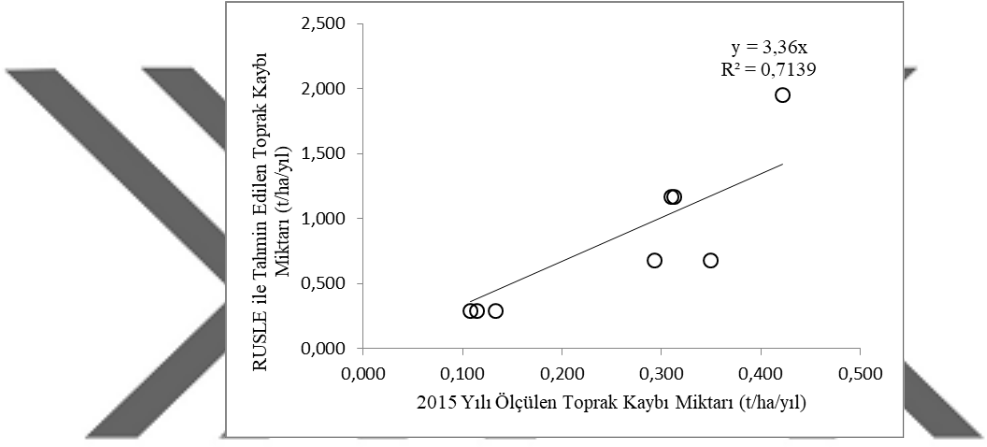 RUSLE ile Tahmin Edilen Toprak Kaybı
Miktarı (t/ha/yıl)
2,500
2,000
1,500
1,000
0,500
0,000
y = 3,36x
R² = 0,7139
0,000 0,100 0,200 0,300 0,400 0,500
2015 Yılı Ölçülen Toprak Kaybı Miktarı (t/ha/yıl)